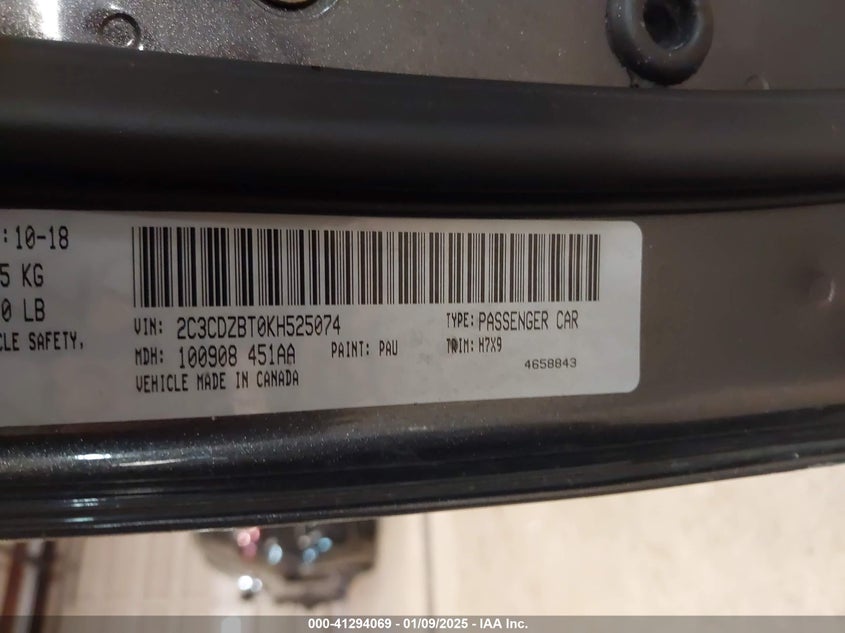 :10-18
5 KG
0 LB
CLE SAFETY,
VIN: 2C3CDZBT0KH525074
TYPE: PASSENGER CAR
MDH: 100908 451AA
PAINT: PAU
TRIM: H7X9
VEHICLE MADE IN CANADA
4658843
000-41294069 - 01/09/2025 - IAA Inc.